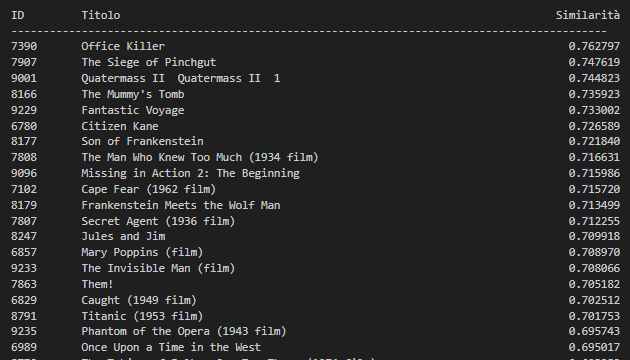 ID Titolo Similarità
--------------------------------------------------------------------------------
7390 Office Killer 0.762797
7907 The Siege of Pinchgut 0.747619
9001 Quatermass II  Quatermass II  1 0.744823
8166 The Mummy's Tomb 0.735923
9229 Fantastic Voyage 0.733002
6780 Citizen Kane 0.726589
8177 Son of Frankenstein 0.721840
7808 The Man Who Knew Too Much (1934 film) 0.716631
9096 Missing in Action 2: The Beginning 0.715986
7102 Cape Fear (1962 film) 0.715720
8179 Frankenstein Meets the Wolf Man 0.713499
7807 Secret Agent (1936 film) 0.712255
8247 Jules and Jim 0.709918
6857 Mary Poppins (film) 0.708970
9233 The Invisible Man (film) 0.708066
7863 Them! 0.705182
6829 Caught (1949 film) 0.702512
8791 Titanic (1953 film) 0.701753
9235 Phantom of the Opera (1943 film) 0.695743
6989 Once Upon a Time in the West 0.695017